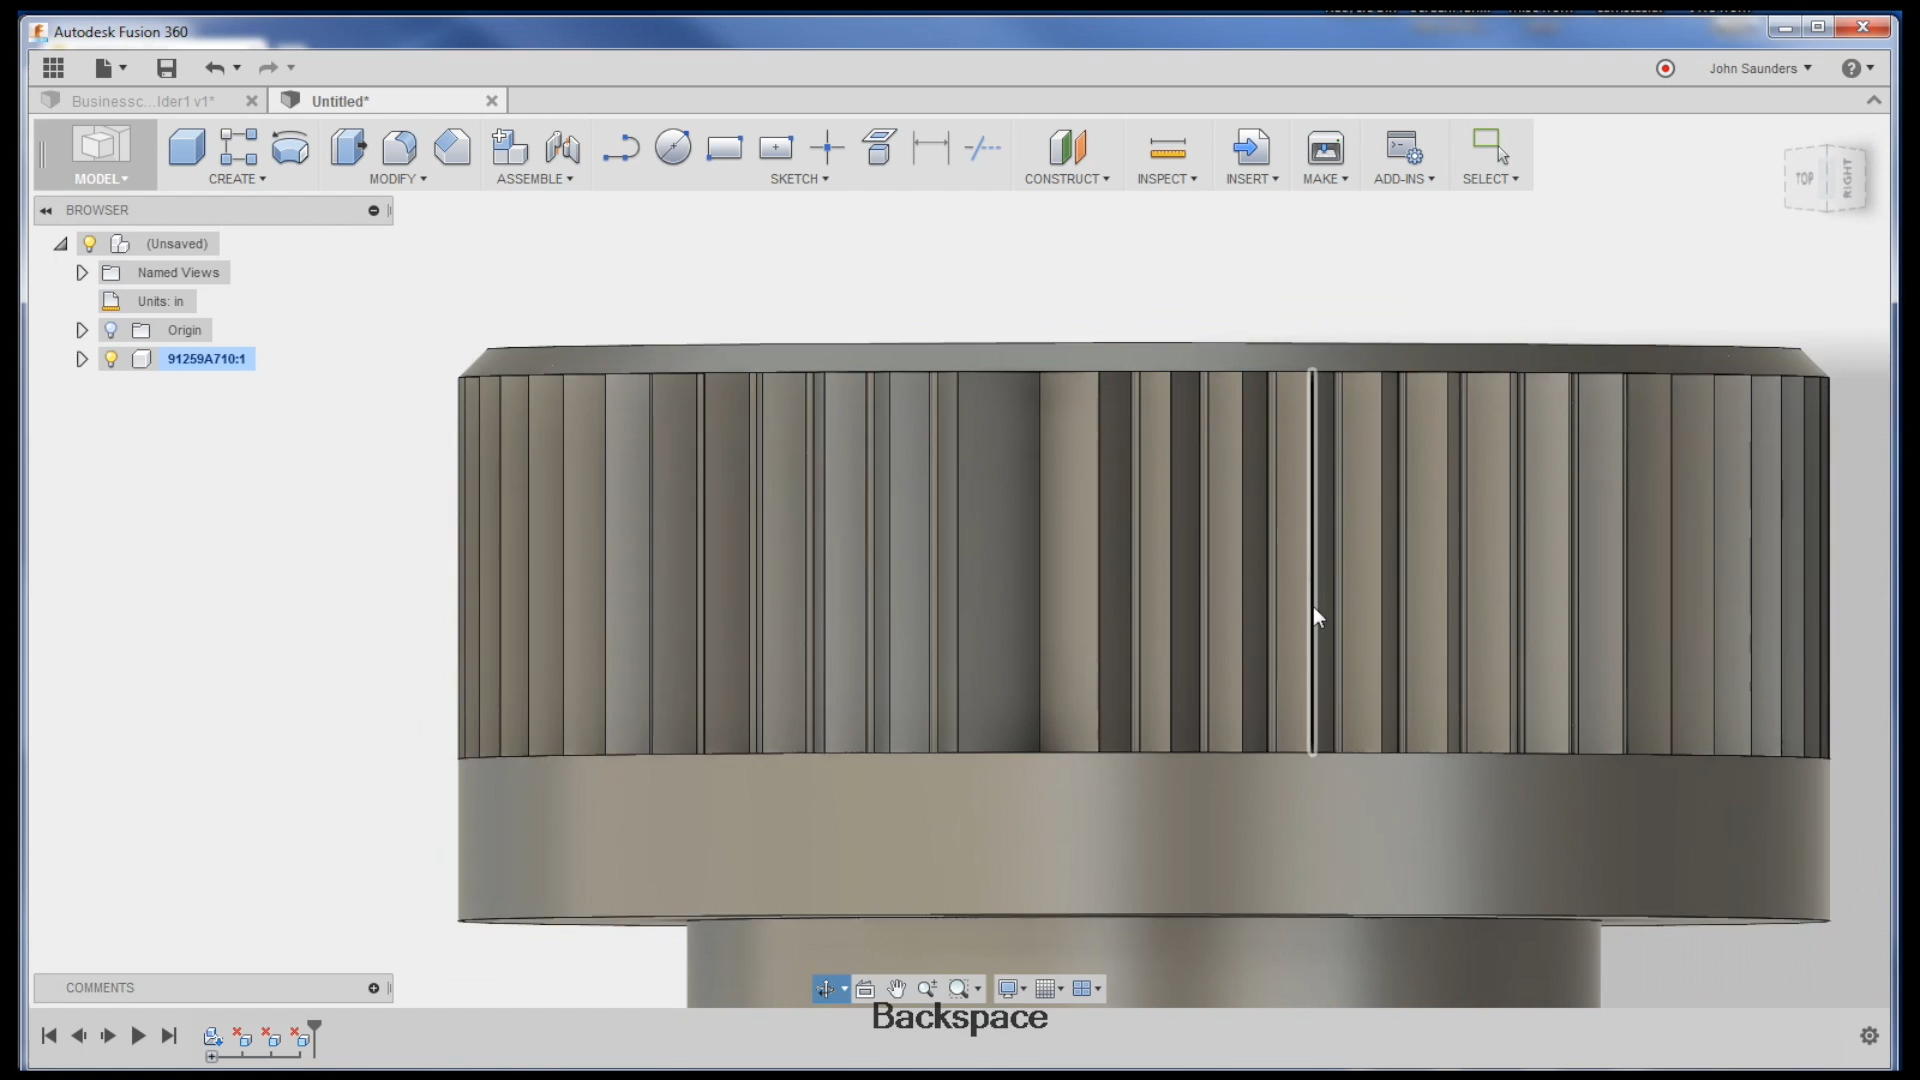 Autodesk Fusion 360
John Saunders
Businessc...lder1 v1*
Untitled*
MODEL
CREATE
MODIFY
ASSEMBLE
SKETCH
CONSTRUCT
INSPECT
INSERT
MAKE
ADD-INS
SELECT
TOP
RIGHT
BROWSER
(Unsaved)
Named Views
Units: in
Origin
91259A710:1
COMMENTS
Backspace